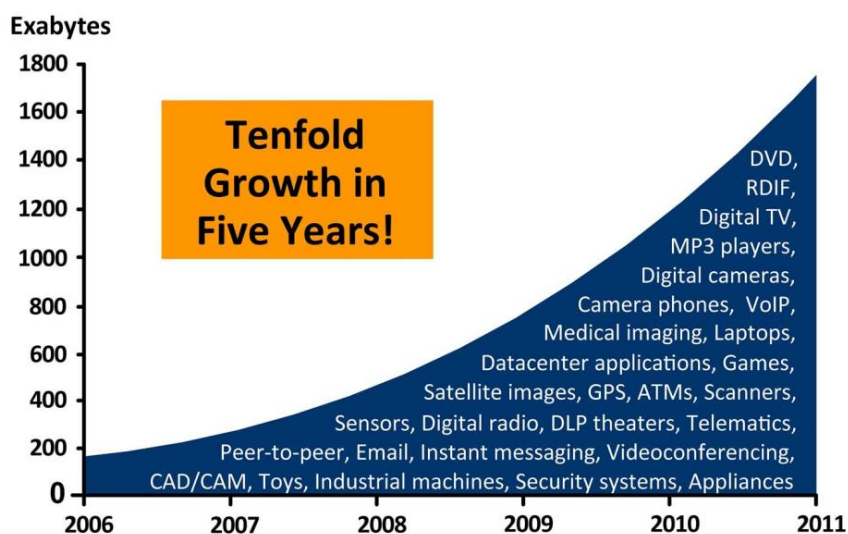 Exabytes
1800
1600
1400
1200
1000
800
600
400
200
0
Tenfold
Growth in
Five Years!
DVD,
RDIF,
Digital TV,
MP3 players,
Digital cameras,
Camera phones, VoIP,
Medical imaging, Laptops,
Datacenter applications, Games,
Satellite images, GPS, ATMs, Scanners,
Sensors, Digital radio, DLP theaters, Telematics,
Peer-to-peer, Email, Instant messaging, Videoconferencing,
CAD/CAM, Toys, Industrial machines, Security systems, Appliances
2006 2007 2008 2009 2010 2011